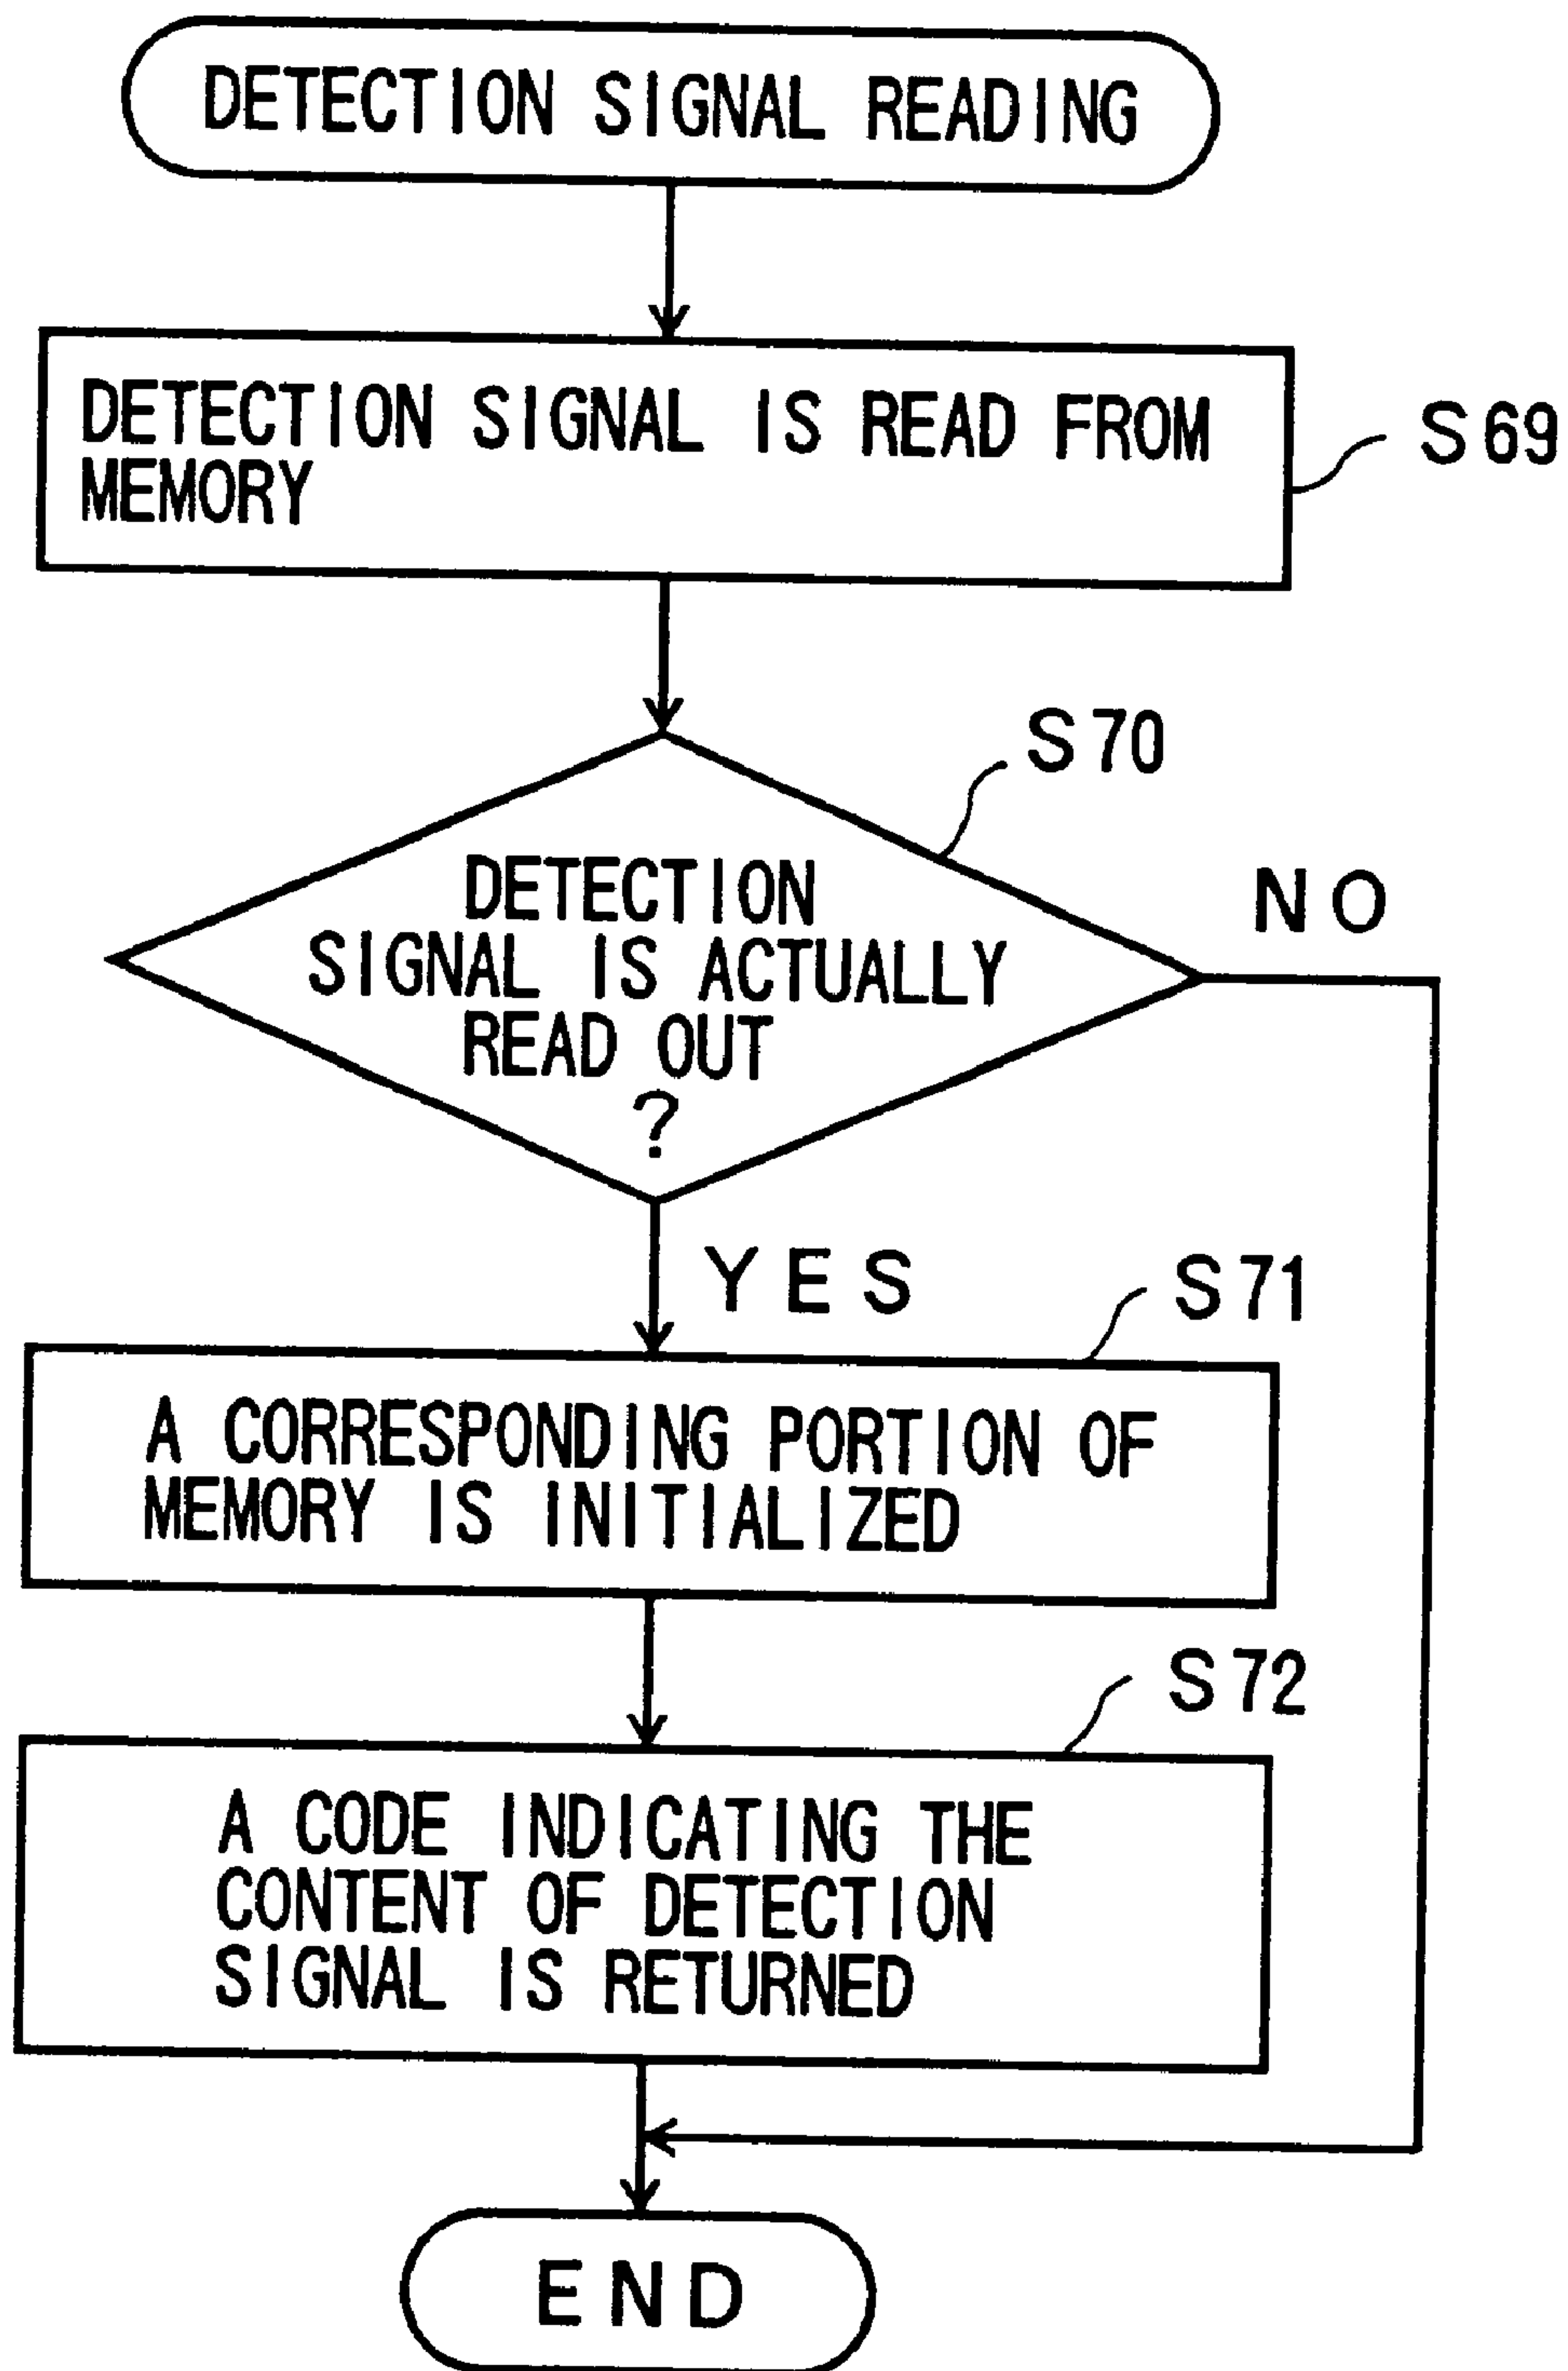 DETECTION SIGNAL READING
DETECTION SIGNAL IS READ FROM
MEMORY
S69
S70
DETECTION
SIGNAL IS ACTUALLY
READ OUT
?
NO
YES
S71
A CORRESPONDING PORTION OF
MEMORY IS INITIALIZED
S72
A CODE INDICATING THE
CONTENT OF DETECTION
SIGNAL IS RETURNED
END